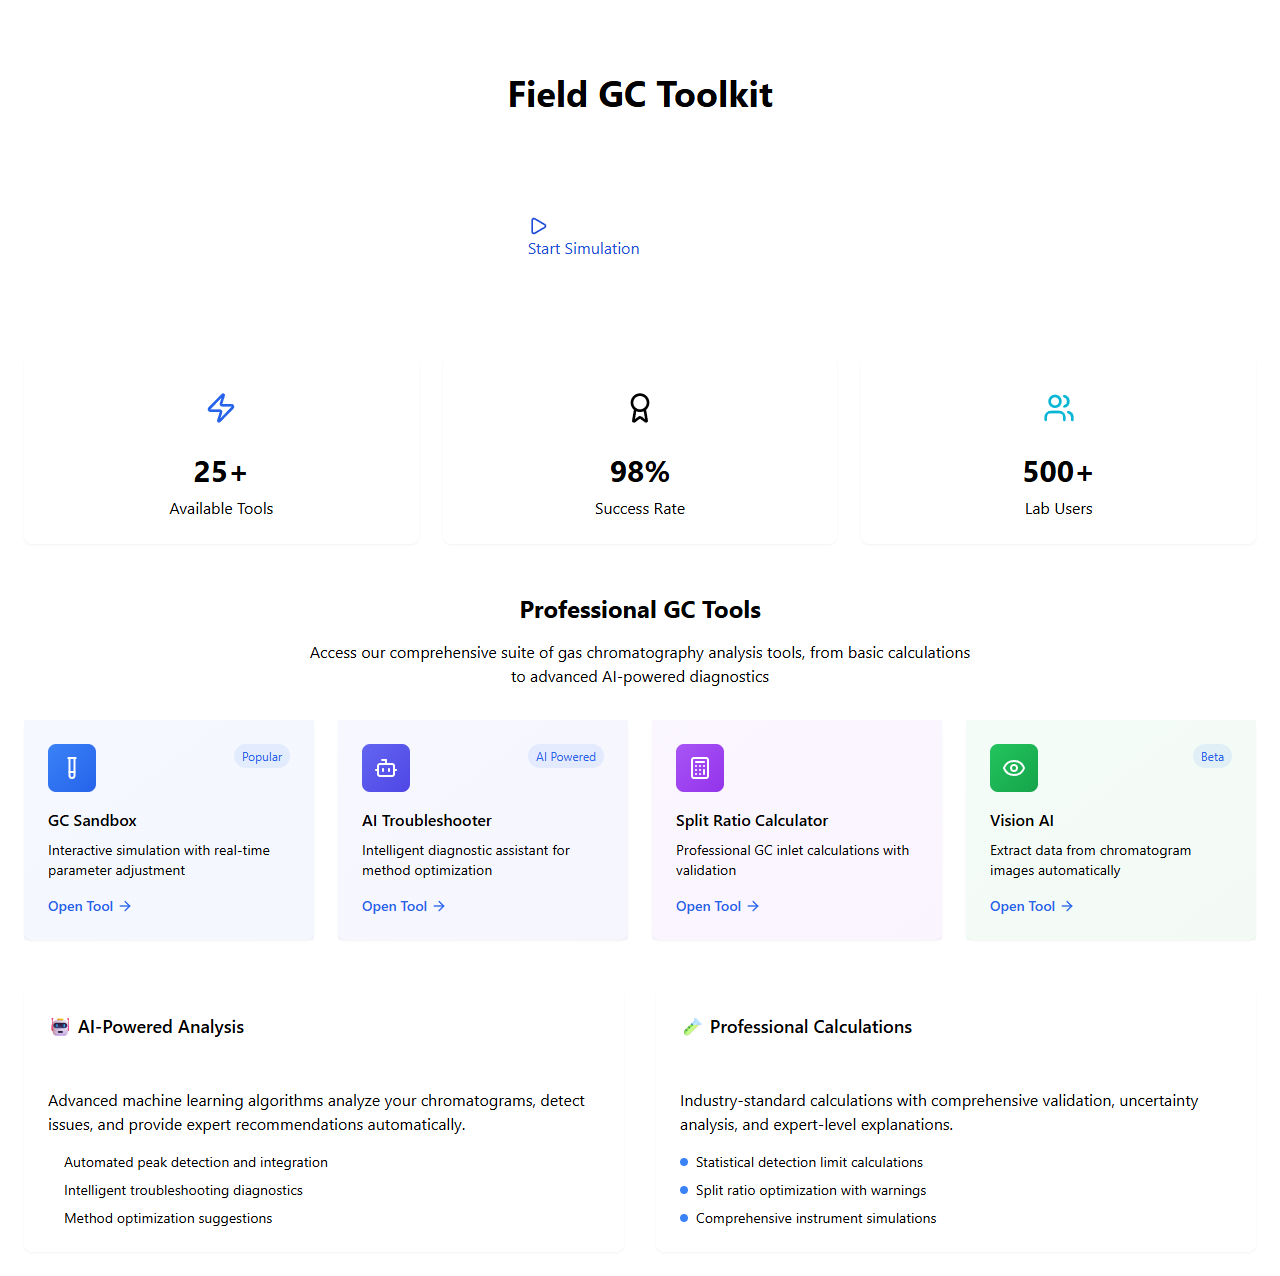 Field GC Toolkit
Start Simulation
25+
Available Tools
98%
Success Rate
500+
Lab Users
Professional GC Tools
Access our comprehensive suite of gas chromatography analysis tools, from basic calculations
to advanced AI-powered diagnostics
Popular
GC Sandbox
Interactive simulation with real-time
parameter adjustment
Open Tool
AI Powered
AI Troubleshooter
Intelligent diagnostic assistant for
method optimization
Open Tool
Split Ratio Calculator
Professional GC inlet calculations with
validation
Open Tool
Beta
Vision AI
Extract data from chromatogram
images automatically
Open Tool
AI-Powered Analysis
Advanced machine learning algorithms analyze your chromatograms, detect
issues, and provide expert recommendations automatically.
Automated peak detection and integration
Intelligent troubleshooting diagnostics
Method optimization suggestions
Professional Calculations
Industry-standard calculations with comprehensive validation, uncertainty
analysis, and expert-level explanations.
Statistical detection limit calculations
Split ratio optimization with warnings
Comprehensive instrument simulations